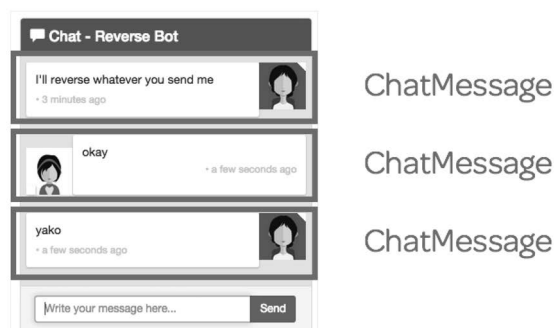 Chat - Reverse Bot
I'll reverse whatever you send me
• 3 minutes ago
ChatMessage
okay
• a few seconds ago
ChatMessage
yako
• a few seconds ago
ChatMessage
Write your message here...
Send